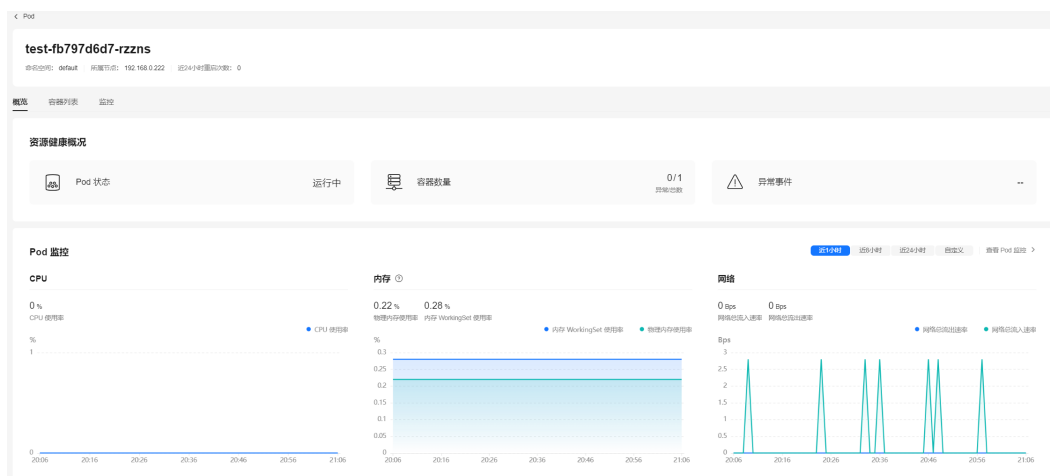 Pod
test-fb797d6d7-rzzns
命名空间： default 所属节点： 192.168.0.222 近24小时重启次数： 0
概览 容器列表 监控
资源健康概况
Pod 状态 运行中
容器数量 0/1
异常/总数
异常事件 --
Pod 监控
近1小时 近6小时 近24小时 自定义 查看 Pod 监控
CPU
0 %
CPU 使用率
CPU 使用率
%
1
0
20:06 20:16 20:26 20:36 20:46 20:56 21:06
内存
0.22 % 0.28 %
物理内存使用率 内存 WorkingSet 使用率
内存 WorkingSet 使用率 物理内存使用率
%
0.3
0.25
0.2
0.15
0.1
0.05
0
20:06 20:16 20:26 20:36 20:46 20:56 21:06
网络
0 Bps 0 Bps
网络总流入速率 网络总流出速率
网络总流出速率 网络总流入速率
Bps
3
2.5
2
1.5
1
0.5
0
20:06 20:16 20:26 20:36 20:46 20:56 21:06